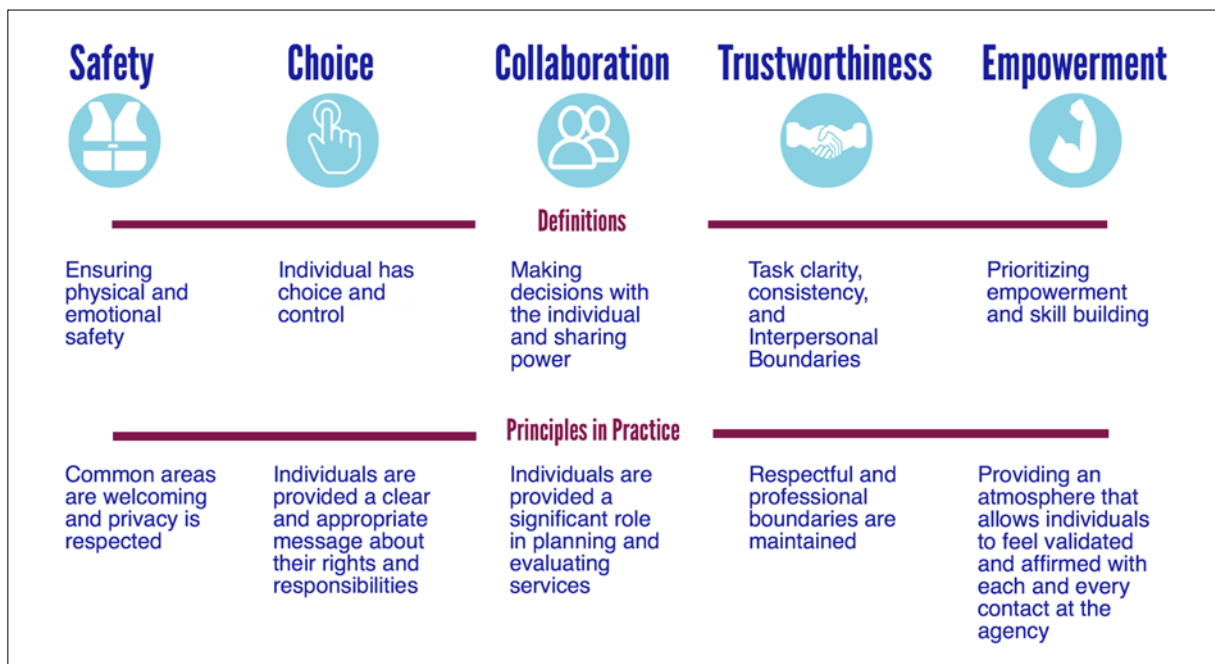 Safety
Choice
Collaboration
Trustworthiness
Empowerment
Definitions
Ensuring
physical and
emotional
safety
Individual has
choice and
control
Making
decisions with
the individual
and sharing
power
Task clarity,
consistency,
and
Interpersonal
Boundaries
Prioritizing
empowerment
and skill building
Principles in Practice
Common areas
are welcoming
and privacy is
respected
Individuals are
provided a clear
and appropriate
message about
their rights and
responsibilities
Individuals are
provided a
significant role
in planning and
evaluating
services
Respectful and
professional
boundaries are
maintained
Providing an
atmosphere that
allows individuals
to feel validated
and affirmed with
each and every
contact at the
agency